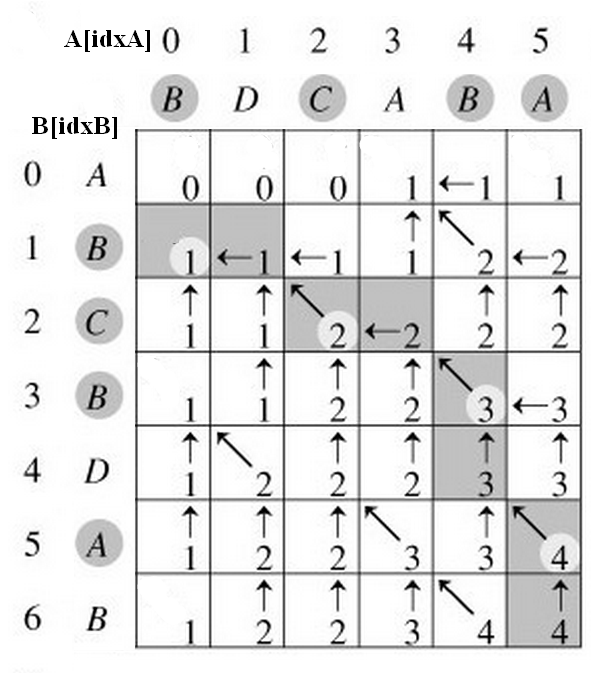 A[idxA] 0 1 2 3 4 5
B D C A B A
B[idxB]
0 A 0 0 0 1 ←1 1
1 B 1 ←1 ←1 ↑1 ↖2 ←2
2 C ↑1 ↑1 ↖2 ←2 ↑2 ↑2
3 B 1 ↑1 ↑2 ↑2 ↖3 ←3
4 D ↑1 ↖2 ↑2 ↑2 ↑3 ↑3
5 A ↑1 ↑2 ↑2 ↖3 ↑3 ↖4
6 B 1 ↑2 ↑2 ↑3 ↖4 ↑4